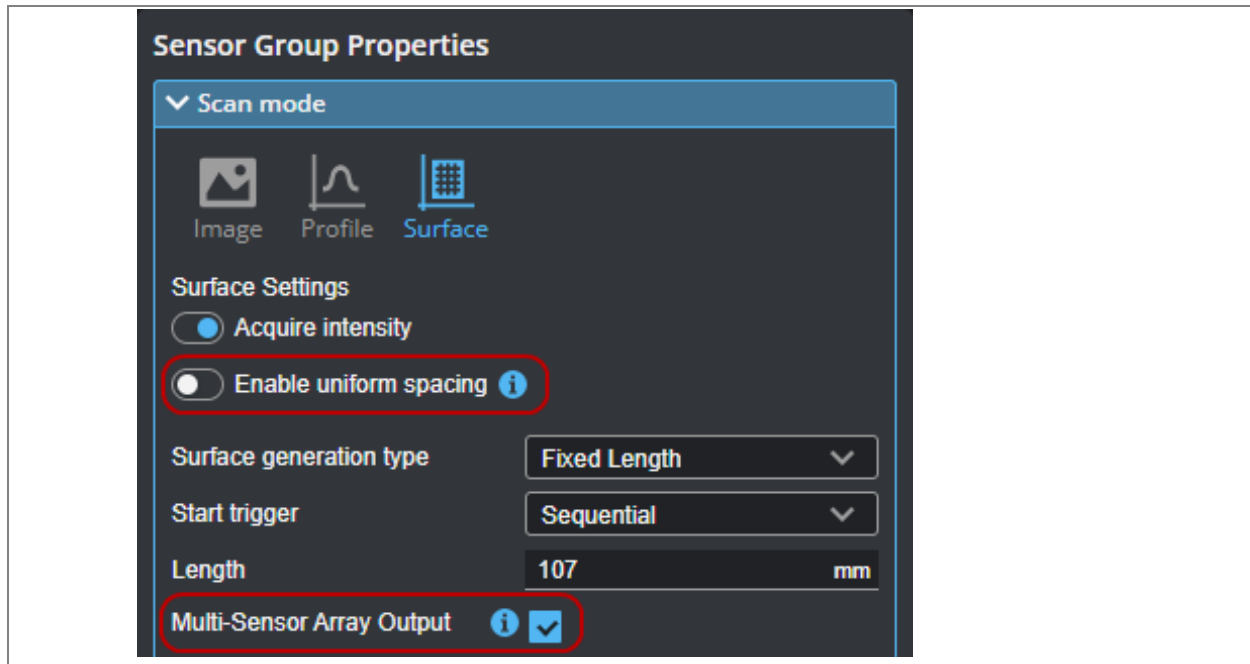 Sensor Group Properties
Scan mode
Image Profile Surface
Surface Settings
Acquire intensity
Enable uniform spacing i
Surface generation type Fixed Length
Start trigger Sequential
Length 107 mm
Multi-Sensor Array Output i